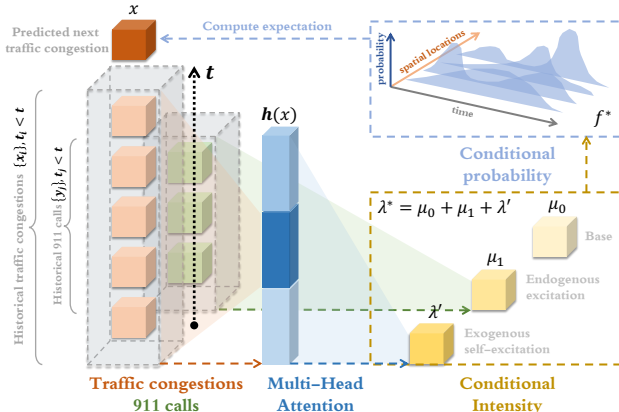 x
Predicted next
traffic congestion
Compute expectation
probability
spatial locations
time
f*
Conditional
probability
t
h(x)
Historical traffic congestions {x_i}, t_i < t
Historical 911 calls {y_j}, t_j < t
λ* = μ₀ + μ₁ + λ′
μ₀
Base
μ₁
Endogenous
excitation
λ′
Exogenous
self-excitation
Traffic congestions
911 calls
Multi-Head
Attention
Conditional
Intensity